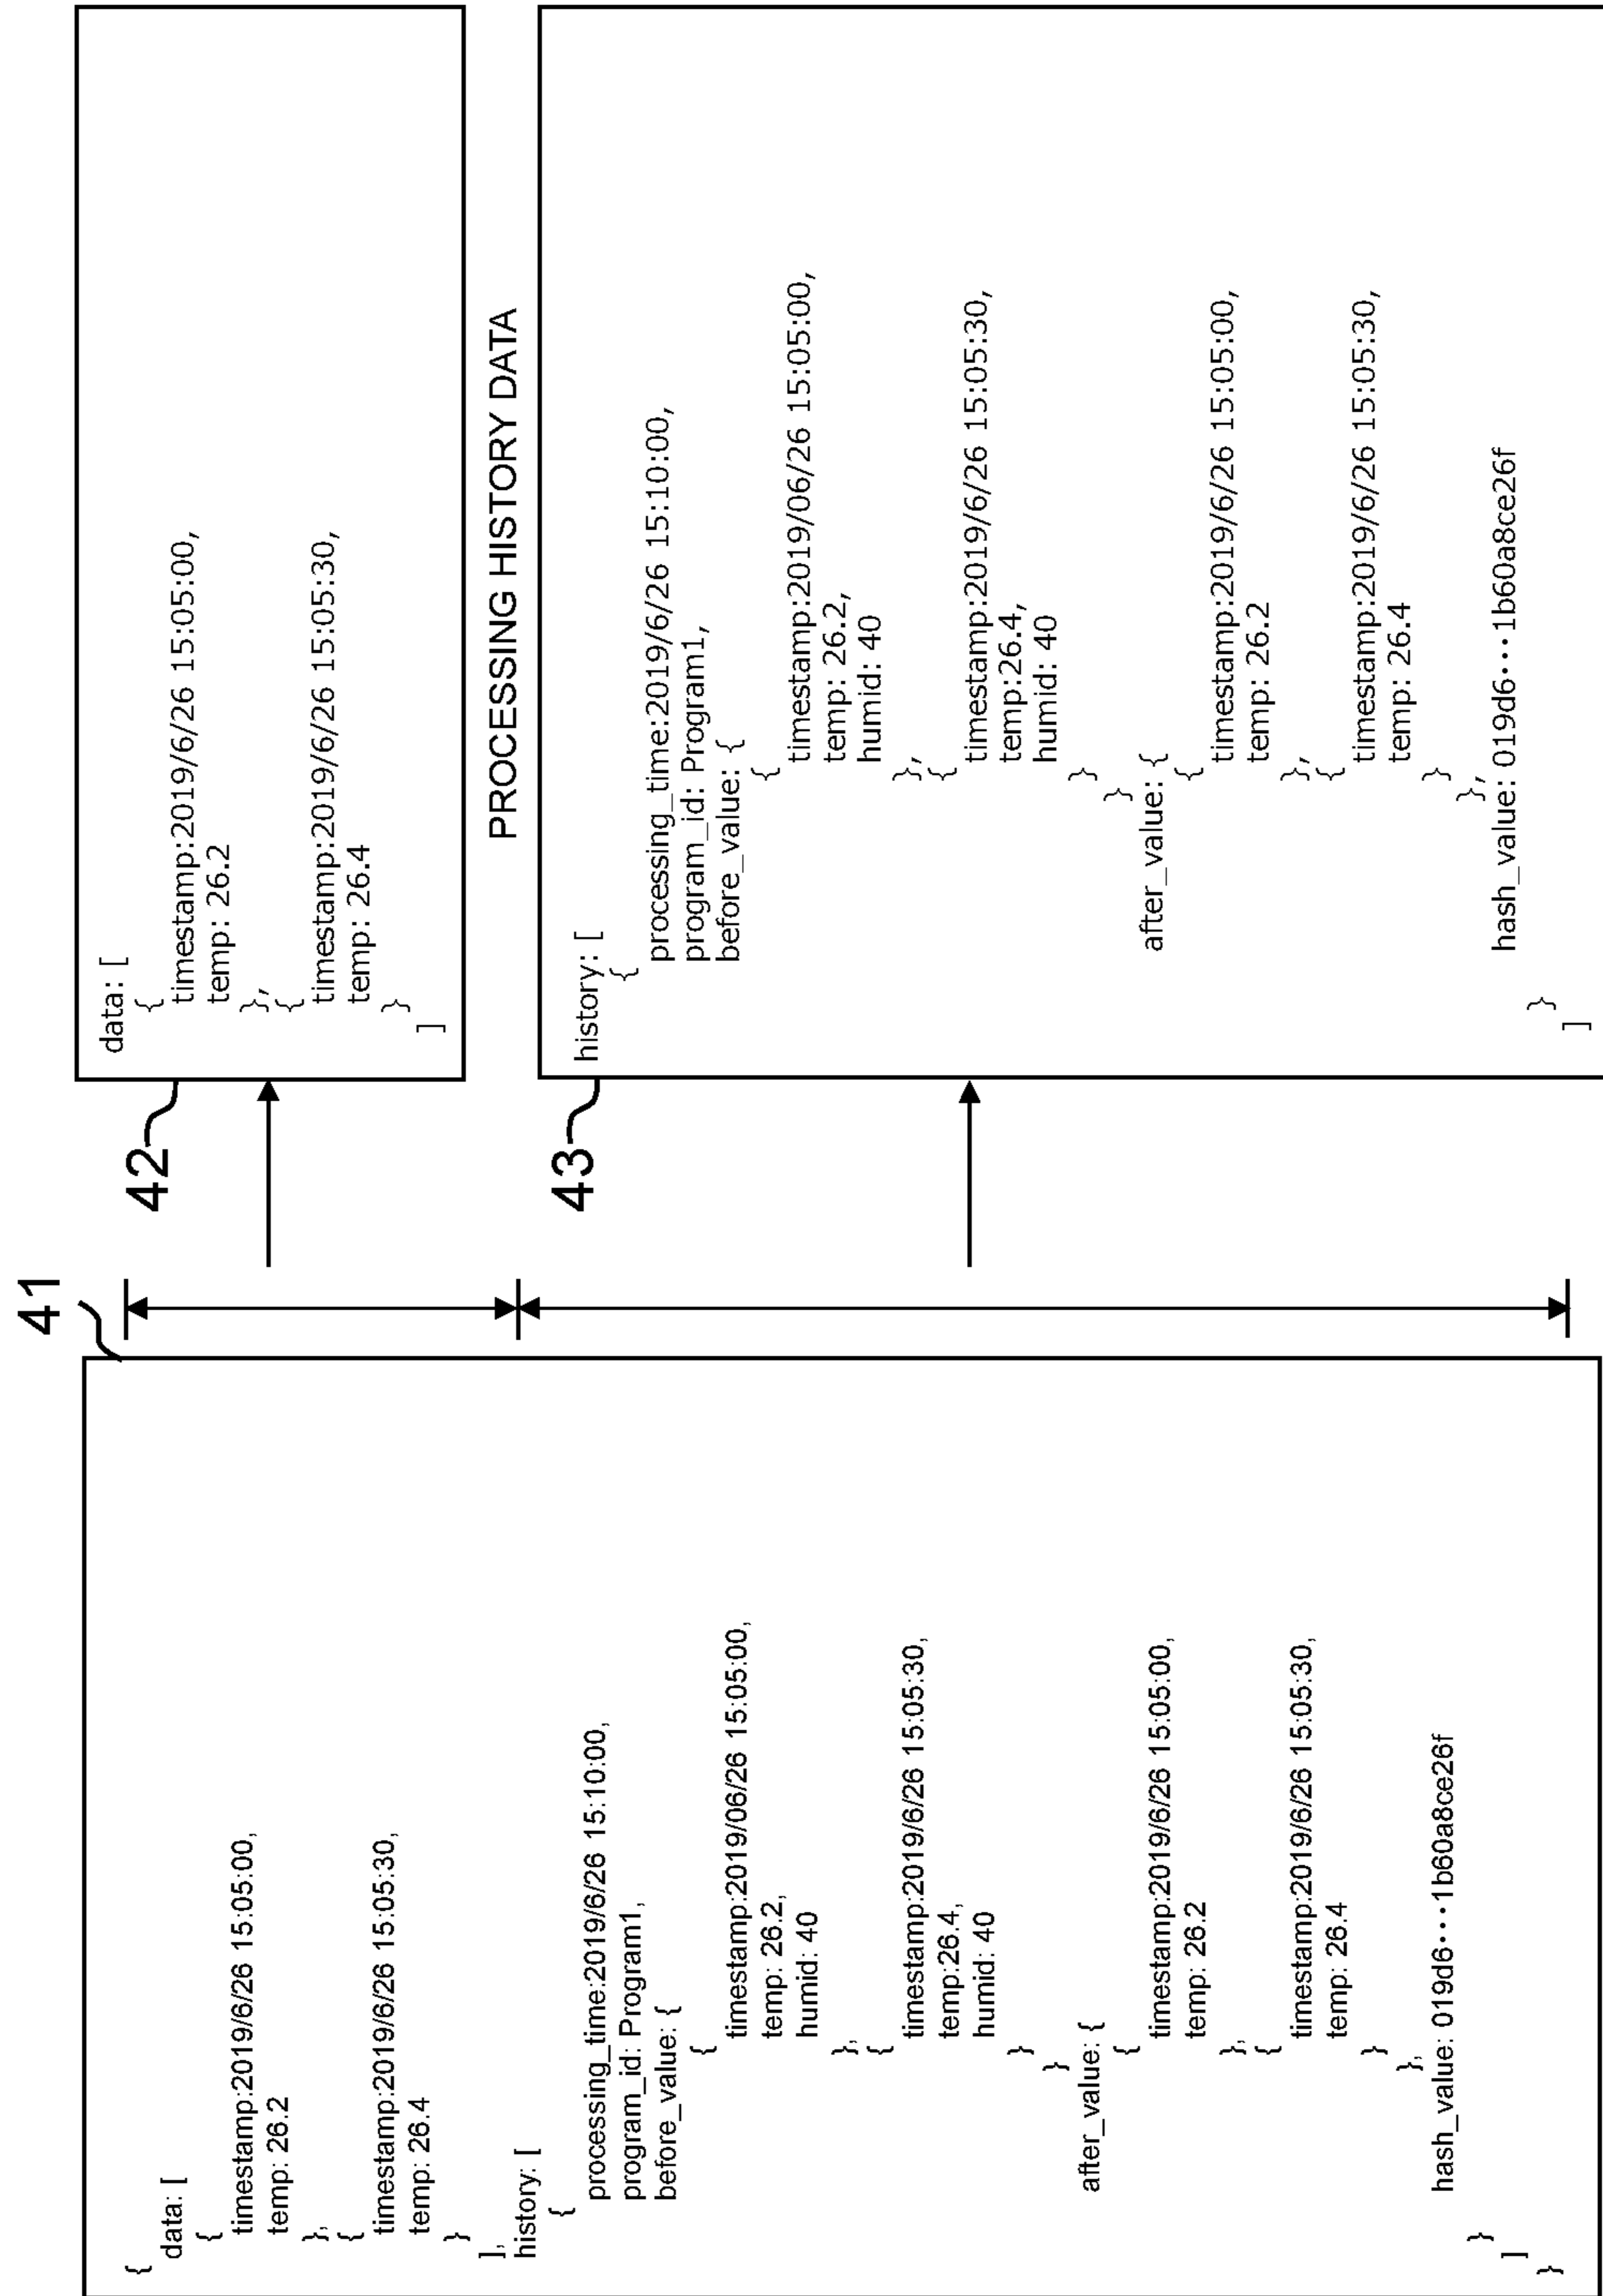 41
{
data: [
{
timestamp:2019/6/26 15:05:00,
temp: 26.2
},
{
timestamp:2019/6/26 15:05:30,
temp: 26.4
}
],
history: [
{
processing_time:2019/6/26 15:10:00,
program_id: Program1,
before_value: {
{
timestamp:2019/06/26 15:05:00,
temp: 26.2,
humid: 40
},
{
timestamp:2019/6/26 15:05:30,
temp:26.4,
humid: 40
}
}
after_value: {
{
timestamp:2019/6/26 15:05:00,
temp: 26.2
},
{
timestamp:2019/6/26 15:05:30,
temp: 26.4
}
},
hash_value: 019d6･･･1b60a8ce26f
}
]
}
42
data: [
{
timestamp:2019/6/26 15:05:00,
temp: 26.2
},
{
timestamp:2019/6/26 15:05:30,
temp: 26.4
}
]
PROCESSING HISTORY DATA
43
history: [
{
processing_time:2019/6/26 15:10:00,
program_id: Program1,
before_value: {
{
timestamp:2019/06/26 15:05:00,
temp: 26.2,
humid: 40
},
{
timestamp:2019/6/26 15:05:30,
temp:26.4,
humid: 40
}
}
after_value: {
{
timestamp:2019/6/26 15:05:00,
temp: 26.2
},
{
timestamp:2019/6/26 15:05:30,
temp: 26.4
}
},
hash_value: 019d6･･･1b60a8ce26f
}
]